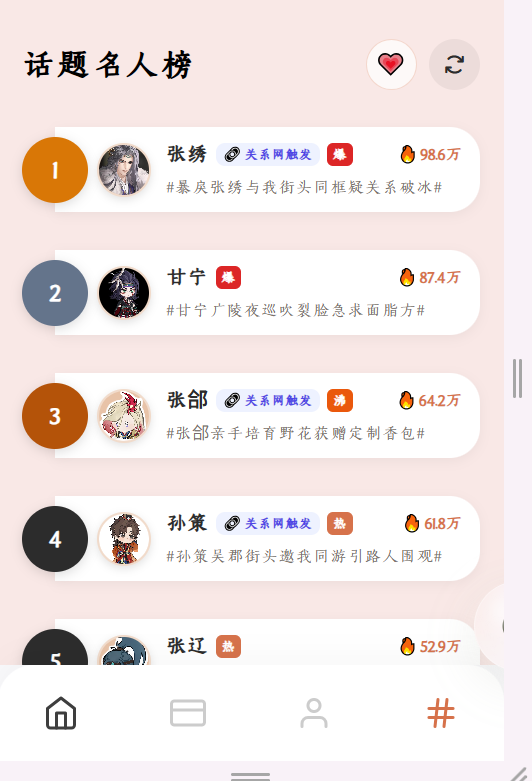 话题名人榜
1
张绣 关系网触发 爆 98.6万
#暴戾张绣与我街头同框疑关系破冰#
2
甘宁 爆 87.4万
#甘宁广陵夜巡吹裂脸急求面脂方#
3
张郃 关系网触发 沸 64.2万
#张郃亲手培育野花获赠定制香包#
4
孙策 关系网触发 热 61.8万
#孙策吴郡街头邀我同游引路人围观#
5
张辽 热 52.9万